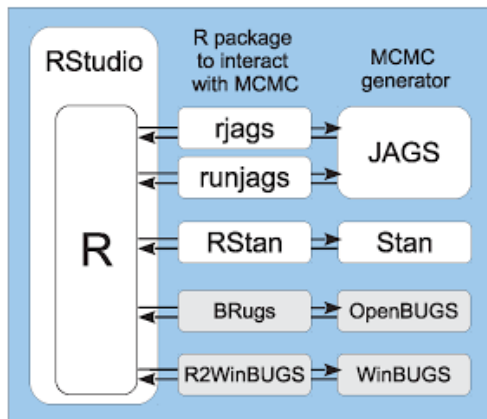 RStudio
R package
to interact
with MCMC
MCMC
generator
R
rjags
runjags
JAGS
RStan
Stan
BRugs
OpenBUGS
R2WinBUGS
WinBUGS